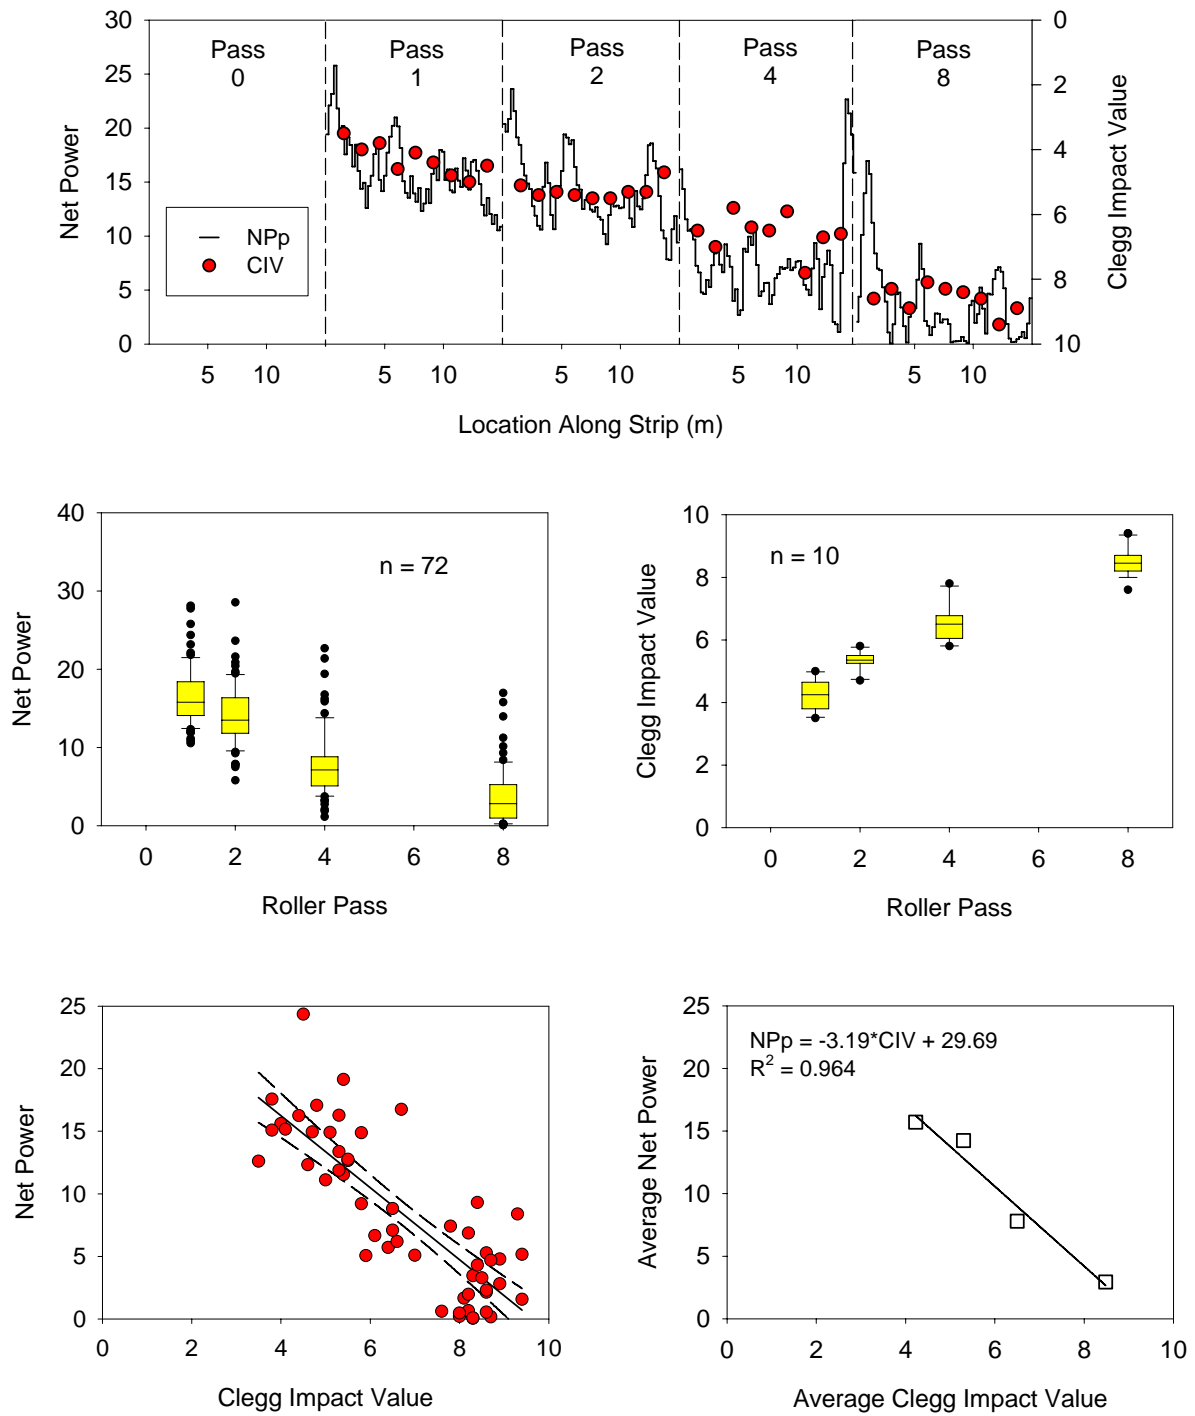 30
25
20
15
10
5
0
Net Power
Pass
0
Pass
1
Pass
2
Pass
4
Pass
8
NPp
CIV
0
2
4
6
8
10
Clegg Impact Value
5 10 5 10 5 10 5 10 5 10
Location Along Strip (m)
40
30
20
10
0
Net Power
n = 72
0 2 4 6 8
Roller Pass
10
8
6
4
2
0
Clegg Impact Value
n = 10
0 2 4 6 8
Roller Pass
25
20
15
10
5
0
Net Power
0 2 4 6 8 10
Clegg Impact Value
25
20
15
10
5
0
Average Net Power
NPp = -3.19*CIV + 29.69
R² = 0.964
0 2 4 6 8 10
Average Clegg Impact Value